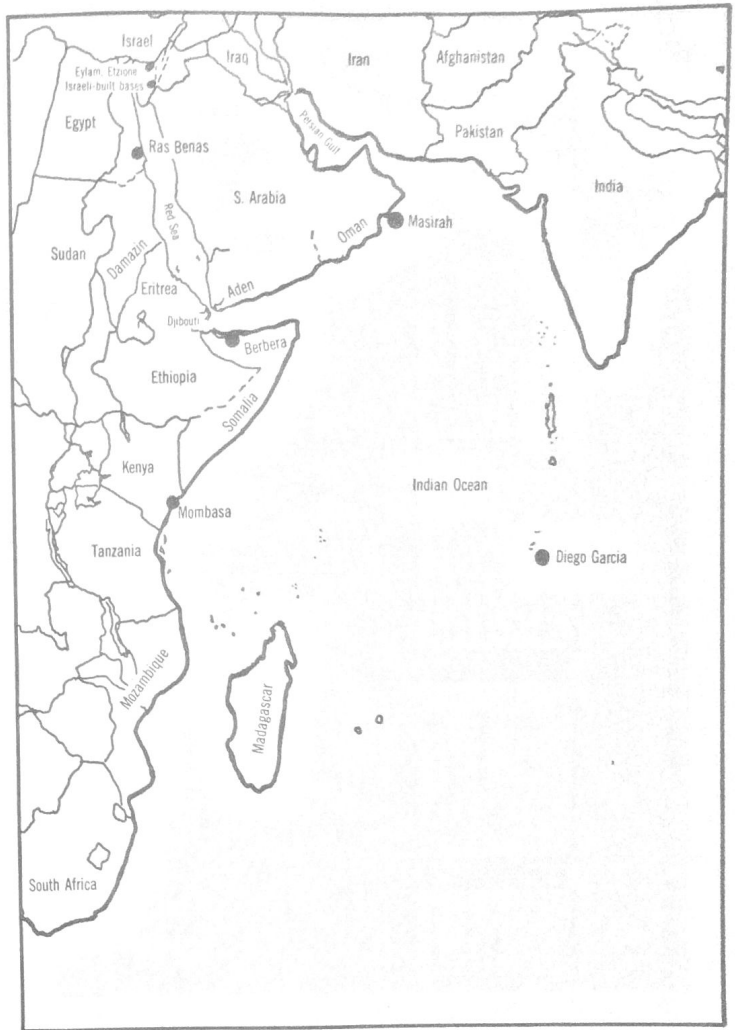 Israel
Iraq
Iran
Afghanistan
Eylam, Etzione
Israeli-built bases
Egypt
Persian Gulf
Pakistan
Ras Benas
India
S. Arabia
Red Sea
Oman
Masirah
Sudan
Damazin
Eritrea
Aden
Djibouti
Berbera
Ethiopia
Somalia
Kenya
Indian Ocean
Mombasa
Tanzania
Diego Garcia
Mozambique
Madagascar
South Africa